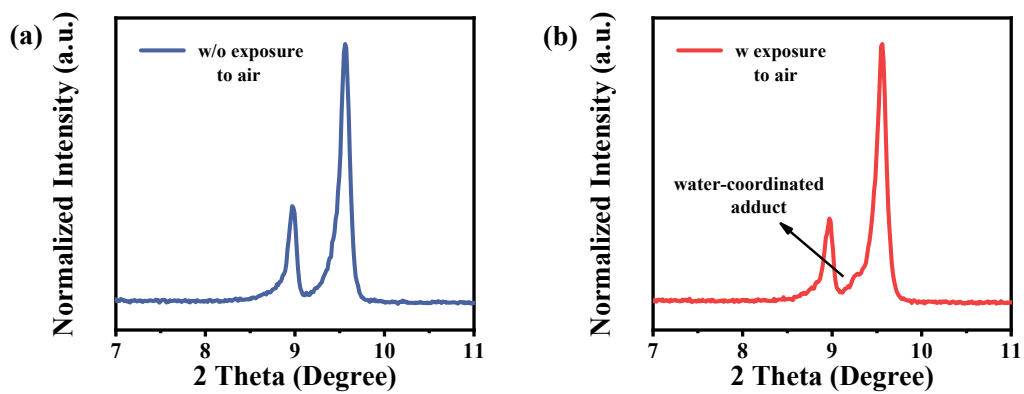 (a)
Normalized Intensity (a.u.)
w/o exposure
to air
7 8 9 10 11
2 Theta (Degree)
(b)
Normalized Intensity (a.u.)
w exposure
to air
water-coordinated
adduct
7 8 9 10 11
2 Theta (Degree)